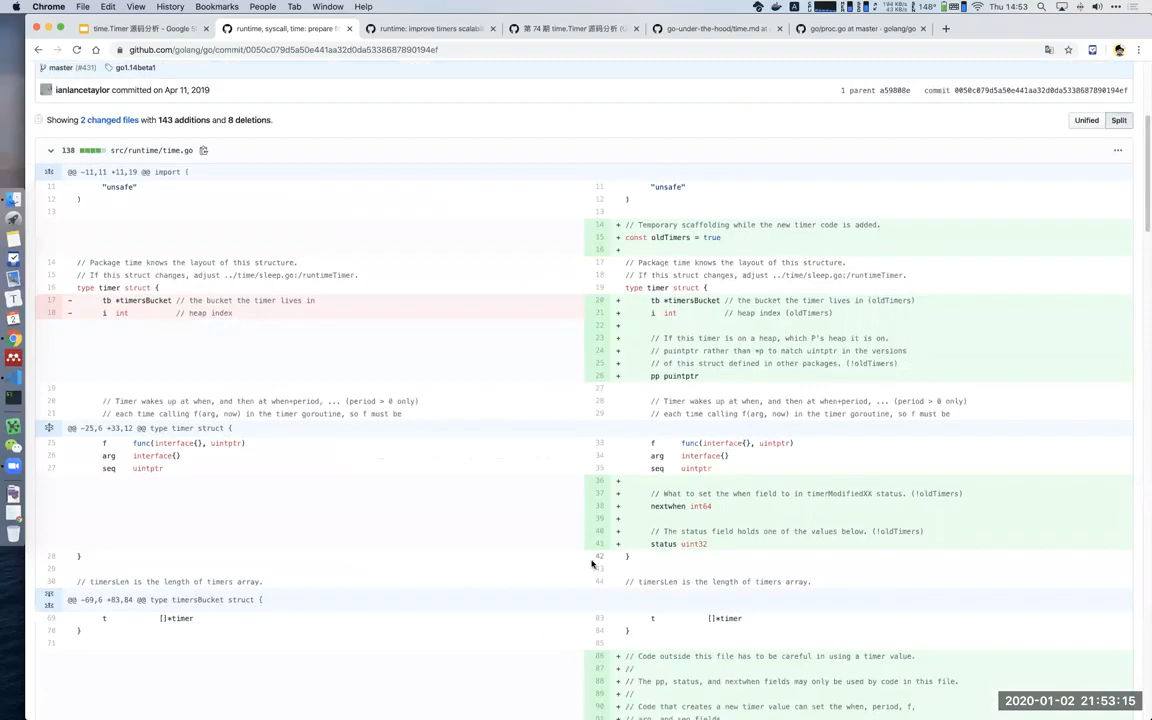 Chrome File Edit View History Bookmarks People Tab Window Help
148° Thu 14:53
time.Timer 源码分析 - Google S
runtime, syscall, time: prepare f
runtime: improve timers scalabil
第 74 期 time.Timer 源码分析 (
go-under-the-hood/time.md at
go/proc.go at master · golang/go
github.com/golang/go/commit/0050c079d5a50e441aa32d0da5338687890194ef
master (#431) go1.14beta1
ianlancetaylor committed on Apr 11, 2019
1 parent a59808e commit 0050c079d5a50e441aa32d0da5338687890194ef
Showing 2 changed files with 143 additions and 8 deletions.
Unified Split
138 src/runtime/time.go
@@ -11,11 +11,19 @@ import (
11 "unsafe" 11 "unsafe"
12 ) 12 )
13 13
14 + // Temporary scaffolding while the new timer code is added.
15 + const oldTimers = true
16 +
14 // Package time knows the layout of this structure. 17 // Package time knows the layout of this structure.
15 // If this struct changes, adjust ../time/sleep.go:/runtimeTimer. 18 // If this struct changes, adjust ../time/sleep.go:/runtimeTimer.
16 type timer struct { 19 type timer struct {
17 - tb *timersBucket // the bucket the timer lives in 20 + tb *timersBucket // the bucket the timer lives in (oldTimers)
18 - i int // heap index 21 + i int // heap index (oldTimers)
22 +
23 + // If this timer is on a heap, which P's heap it is on.
24 + // puintptr rather than *p to match uintptr in the versions
25 + // of this struct defined in other packages. (!oldTimers)
26 + pp puintptr
19 27
20 // Timer wakes up at when, and then at when+period, ... (period > 0 only) 28 // Timer wakes up at when, and then at when+period, ... (period > 0 only)
21 // each time calling f(arg, now) in the timer goroutine, so f must be 29 // each time calling f(arg, now) in the timer goroutine, so f must be
@@ -25,6 +33,12 @@ type timer struct {
25 f func(interface{}, uintptr) 33 f func(interface{}, uintptr)
26 arg interface{} 34 arg interface{}
27 seq uintptr 35 seq uintptr
36 +
37 + // What to set the when field to in timerModifiedXX status. (!oldTimers)
38 + nextwhen int64
39 +
40 + // The status field holds one of the values below. (!oldTimers)
41 + status uint32
28 } 42 }
29
30 // timersLen is the length of timers array. 44 // timersLen is the length of timers array.
@@ -69,6 +83,84 @@ type timersBucket struct {
69 t []*timer 83 t []*timer
70 } 84 }
71 85
86 + // Code outside this file has to be careful in using a timer value.
87 + //
88 + // The pp, status, and nextwhen fields may only be used by code in this file.
89 + //
90 + // Code that creates a new timer value can set the when, period, f,
91 + // arg, and seq fields.
2020-01-02 21:53:15